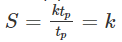 S = \frac{kt_p}{t_p} = k